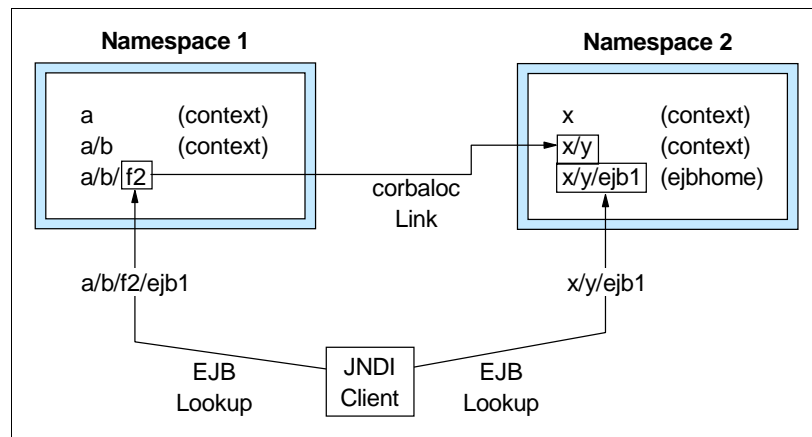 Namespace 1
Namespace 2
a (context)
a/b (context)
a/b/ f2
x (context)
x/y (context)
x/y/ejb1 (ejbhome)
corbaloc
Link
a/b/f2/ejb1
x/y/ejb1
EJB
Lookup
JNDI
Client
EJB
Lookup